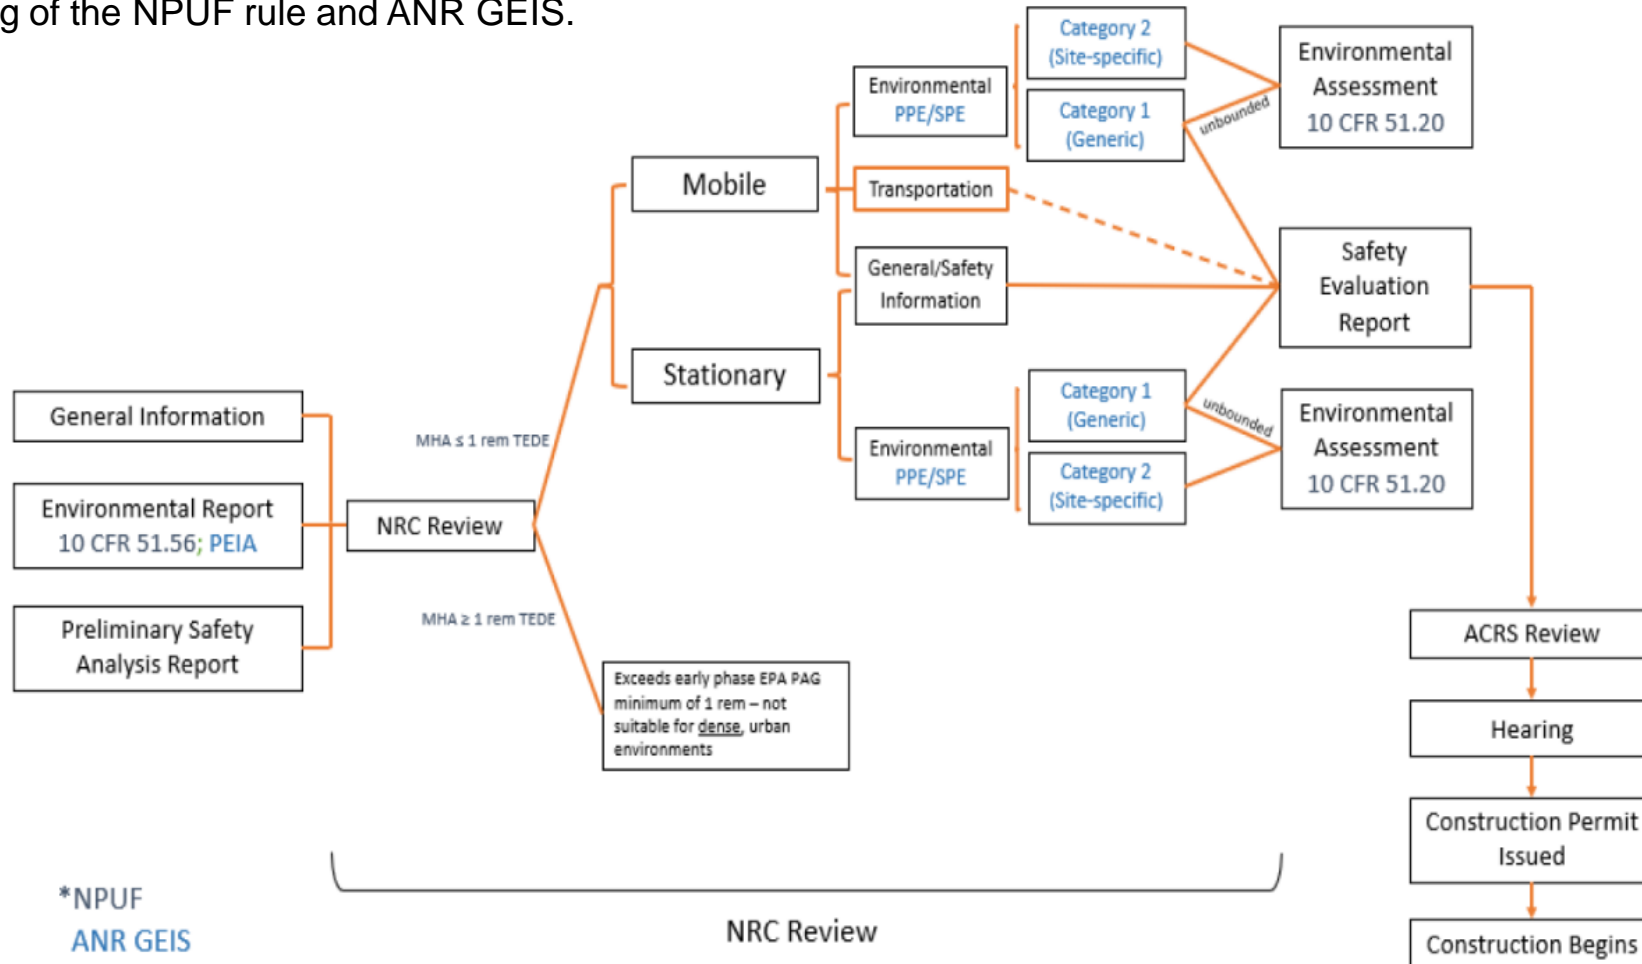 g of the NPUF rule and ANR GEIS.
Category 2
(Site-specific)
Environmental
Assessment
10 CFR 51.20
Environmental
PPE/SPE
Category 1
(Generic)
unbounded
Mobile
Transportation
General/Safety
Information
Safety
Evaluation
Report
Stationary
Category 1
(Generic)
unbounded
Environmental
Assessment
10 CFR 51.20
Environmental
PPE/SPE
Category 2
(Site-specific)
General Information
MHA ≤ 1 rem TEDE
Environmental Report
10 CFR 51.56; PEIA
NRC Review
Preliminary Safety
Analysis Report
MHA ≥ 1 rem TEDE
Exceeds early phase EPA PAG
minimum of 1 rem – not
suitable for dense, urban
environments
ACRS Review
Hearing
Construction Permit
Issued
Construction Begins
*NPUF
ANR GEIS
NRC Review